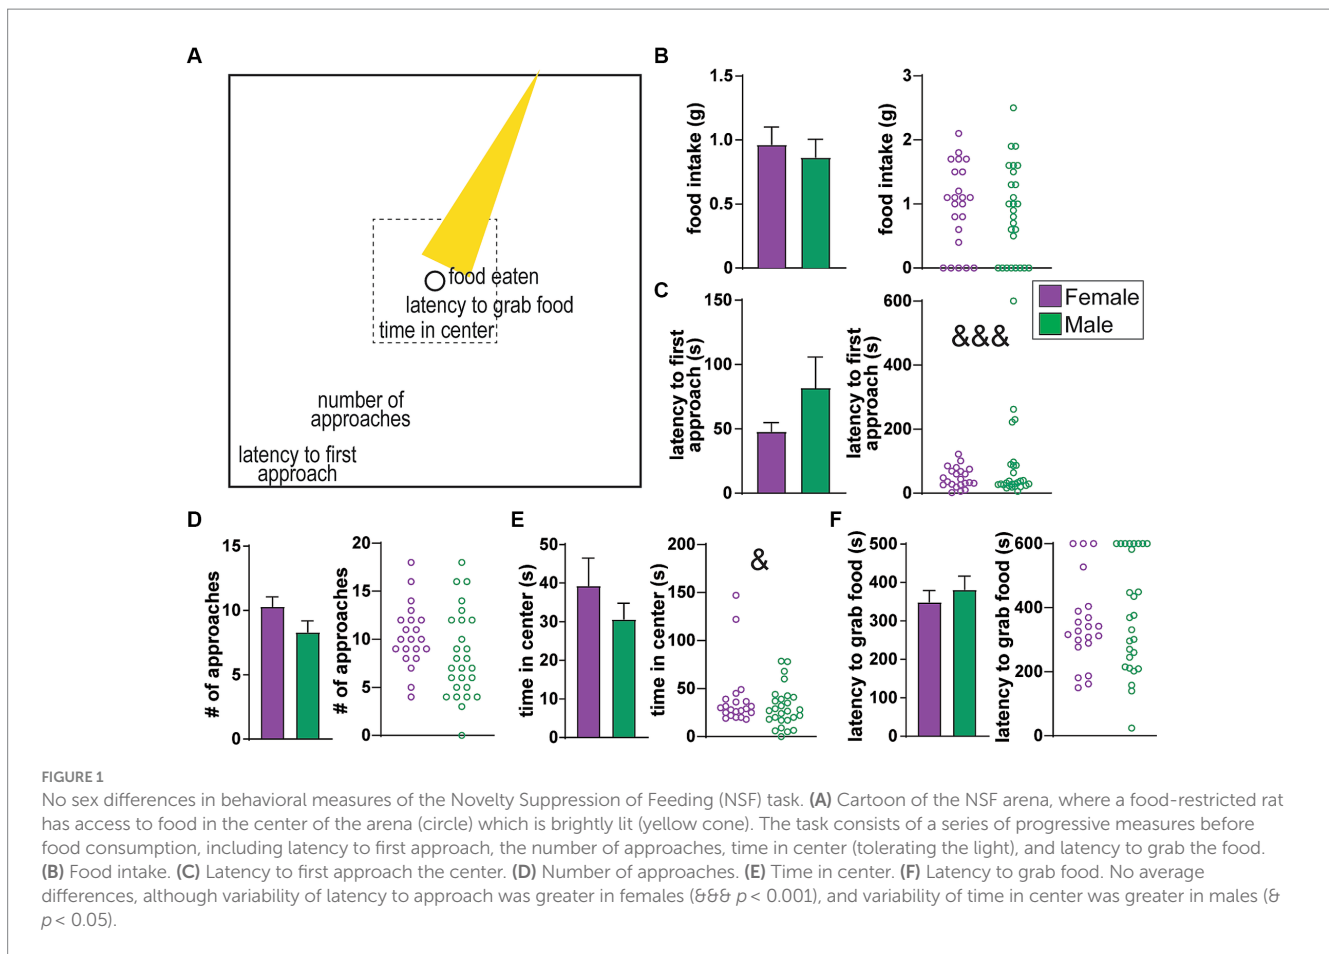 A
food eaten
latency to grab food
time in center
number of
approaches
latency to first
approach
B
food intake (g)
1.5
1.0
0.5
0
food intake (g)
3
2
1
0
C
latency to first
approach (s)
150
100
50
0
latency to first
approach (s)
600
400
200
0
&&&
Female
Male
D
# of approaches
15
10
5
0
# of approaches
20
15
10
5
0
E
time in center (s)
50
40
30
20
10
0
time in center (s)
200
150
100
50
0
&
F
latency to grab food (s)
500
400
300
200
100
0
latency to grab food (s)
600
400
200
0
FIGURE 1
No sex differences in behavioral measures of the Novelty Suppression of Feeding (NSF) task. (A) Cartoon of the NSF arena, where a food-restricted rat
has access to food in the center of the arena (circle) which is brightly lit (yellow cone). The task consists of a series of progressive measures before
food consumption, including latency to first approach, the number of approaches, time in center (tolerating the light), and latency to grab the food.
(B) Food intake. (C) Latency to first approach the center. (D) Number of approaches. (E) Time in center. (F) Latency to grab food. No average
differences, although variability of latency to approach was greater in females (&&& p < 0.001), and variability of time in center was greater in males (&
p < 0.05).